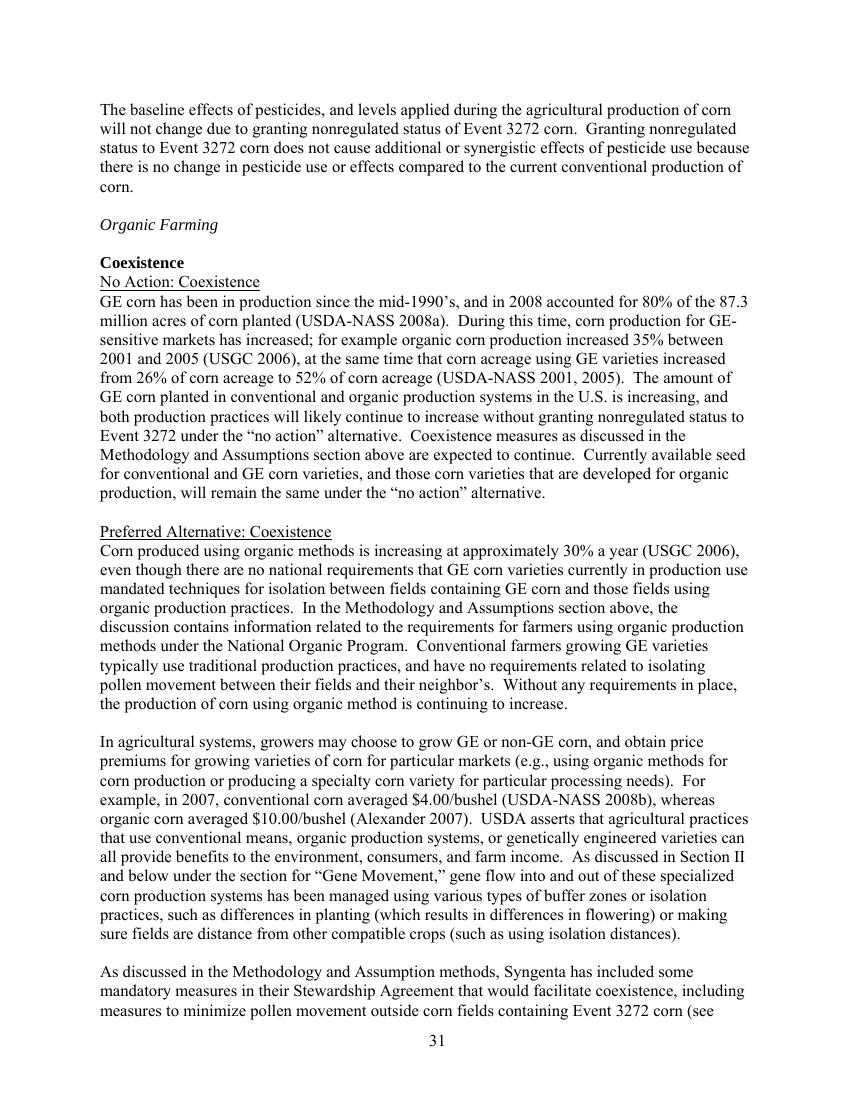 The baseline effects of pesticides, and levels applied during the agricultural production of corn
will not change due to granting nonregulated status of Event 3272 corn.  Granting nonregulated
status to Event 3272 corn does not cause additional or synergistic effects of pesticide use because
there is no change in pesticide use or effects compared to the current conventional production of
corn.
Organic Farming
Coexistence
No Action: Coexistence
GE corn has been in production since the mid-1990’s, and in 2008 accounted for 80% of the 87.3
million acres of corn planted (USDA-NASS 2008a).  During this time, corn production for GE-
sensitive markets has increased; for example organic corn production increased 35% between
2001 and 2005 (USGC 2006), at the same time that corn acreage using GE varieties increased
from 26% of corn acreage to 52% of corn acreage (USDA-NASS 2001, 2005).  The amount of
GE corn planted in conventional and organic production systems in the U.S. is increasing, and
both production practices will likely continue to increase without granting nonregulated status to
Event 3272 under the “no action” alternative.  Coexistence measures as discussed in the
Methodology and Assumptions section above are expected to continue.  Currently available seed
for conventional and GE corn varieties, and those corn varieties that are developed for organic
production, will remain the same under the “no action” alternative.
Preferred Alternative: Coexistence
Corn produced using organic methods is increasing at approximately 30% a year (USGC 2006),
even though there are no national requirements that GE corn varieties currently in production use
mandated techniques for isolation between fields containing GE corn and those fields using
organic production practices.  In the Methodology and Assumptions section above, the
discussion contains information related to the requirements for farmers using organic production
methods under the National Organic Program.  Conventional farmers growing GE varieties
typically use traditional production practices, and have no requirements related to isolating
pollen movement between their fields and their neighbor’s.  Without any requirements in place,
the production of corn using organic method is continuing to increase.
In agricultural systems, growers may choose to grow GE or non-GE corn, and obtain price
premiums for growing varieties of corn for particular markets (e.g., using organic methods for
corn production or producing a specialty corn variety for particular processing needs).  For
example, in 2007, conventional corn averaged $4.00/bushel (USDA-NASS 2008b), whereas
organic corn averaged $10.00/bushel (Alexander 2007).  USDA asserts that agricultural practices
that use conventional means, organic production systems, or genetically engineered varieties can
all provide benefits to the environment, consumers, and farm income.  As discussed in Section II
and below under the section for “Gene Movement,” gene flow into and out of these specialized
corn production systems has been managed using various types of buffer zones or isolation
practices, such as differences in planting (which results in differences in flowering) or making
sure fields are distance from other compatible crops (such as using isolation distances).
As discussed in the Methodology and Assumption methods, Syngenta has included some
mandatory measures in their Stewardship Agreement that would facilitate coexistence, including
measures to minimize pollen movement outside corn fields containing Event 3272 corn (see
31